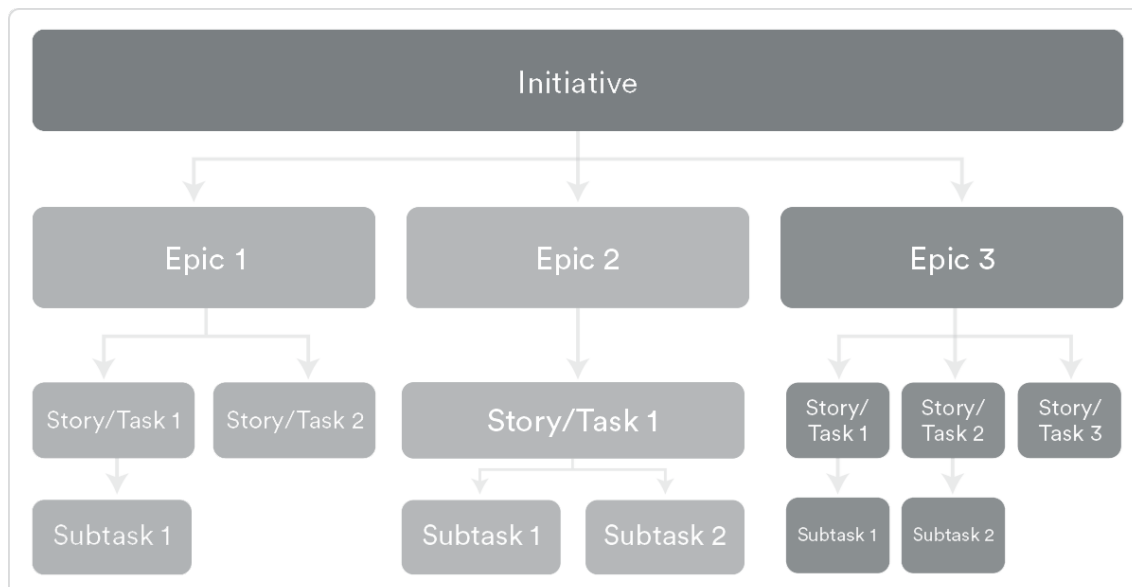 Initiative
Epic 1
Epic 2
Epic 3
Story/Task 1
Story/Task 2
Story/Task 1
Story/
Task 1
Story/
Task 2
Story/
Task 3
Subtask 1
Subtask 1
Subtask 2
Subtask 1
Subtask 2